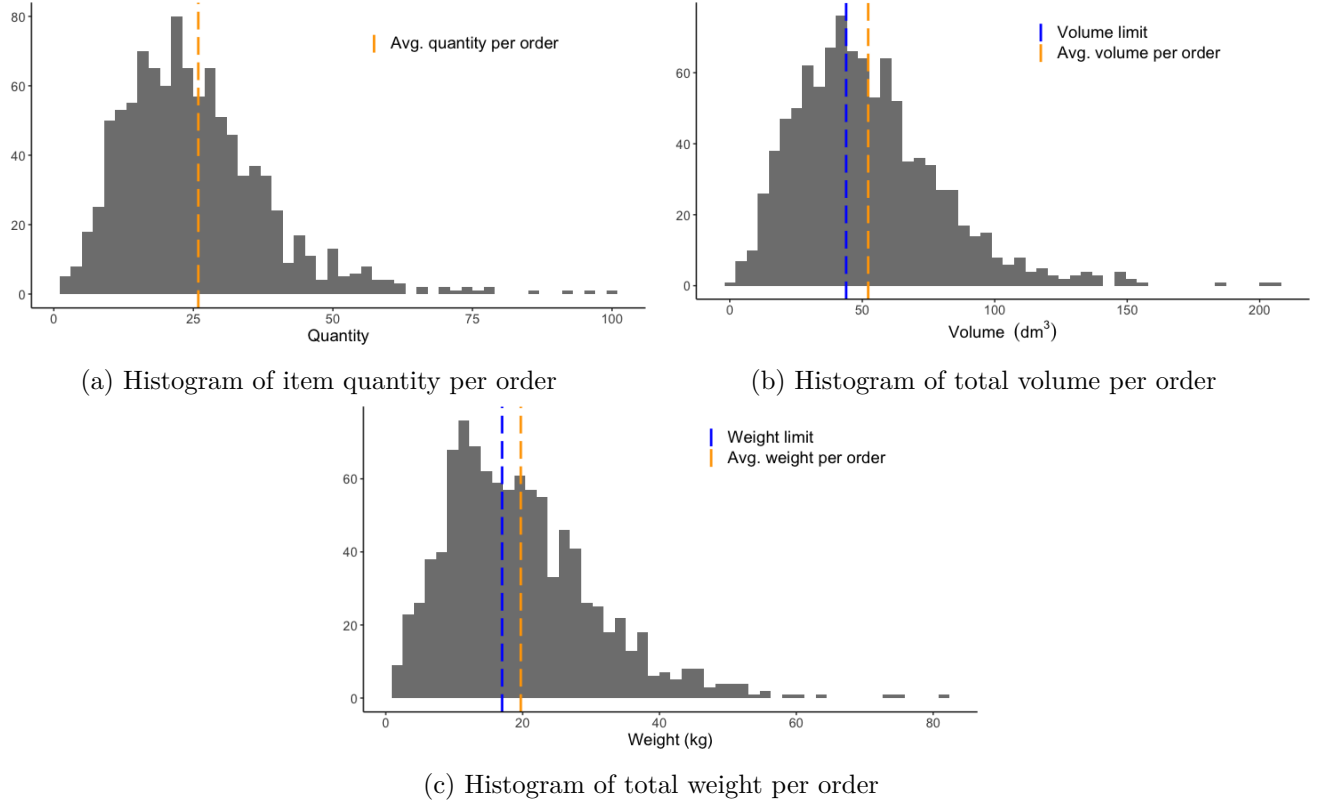 80
60
40
20
0
Avg. quantity per order
0 25 50 75 100
Quantity
(a) Histogram of item quantity per order
60
40
20
0
Volume limit
Avg. volume per order
0 50 100 150 200
Volume (dm³)
(b) Histogram of total volume per order
60
40
20
0
Weight limit
Avg. weight per order
0 20 40 60 80
Weight (kg)
(c) Histogram of total weight per order